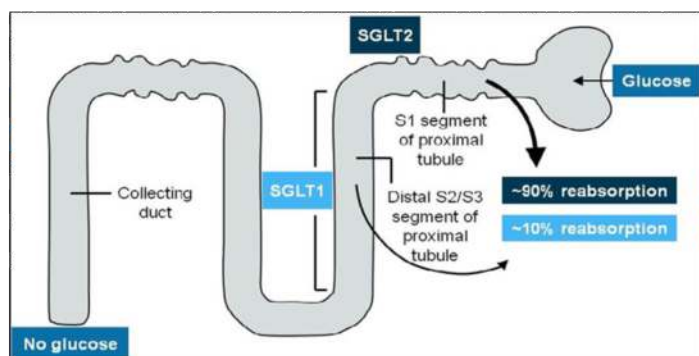 SGLT2
Glucose
S1 segment
of proximal
tubule
~90% reabsorption
SGLT1
Collecting
duct
Distal S2/S3
segment of
proximal
tubule
~10% reabsorption
No glucose